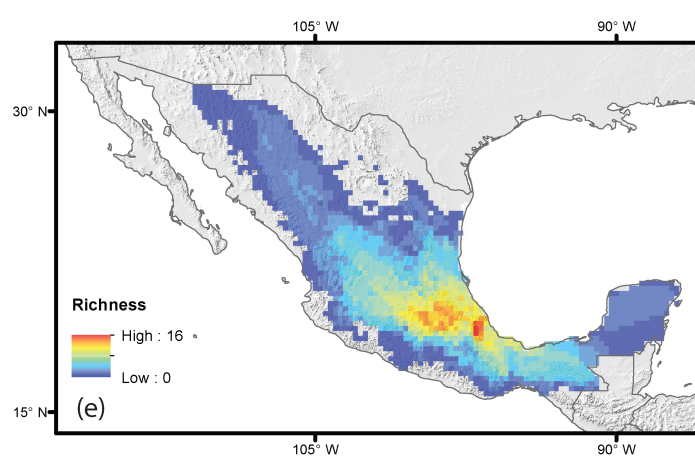 105° W 90° W
30° N
Richness
High : 16
Low : 0
(e)
15° N
105° W 90° W